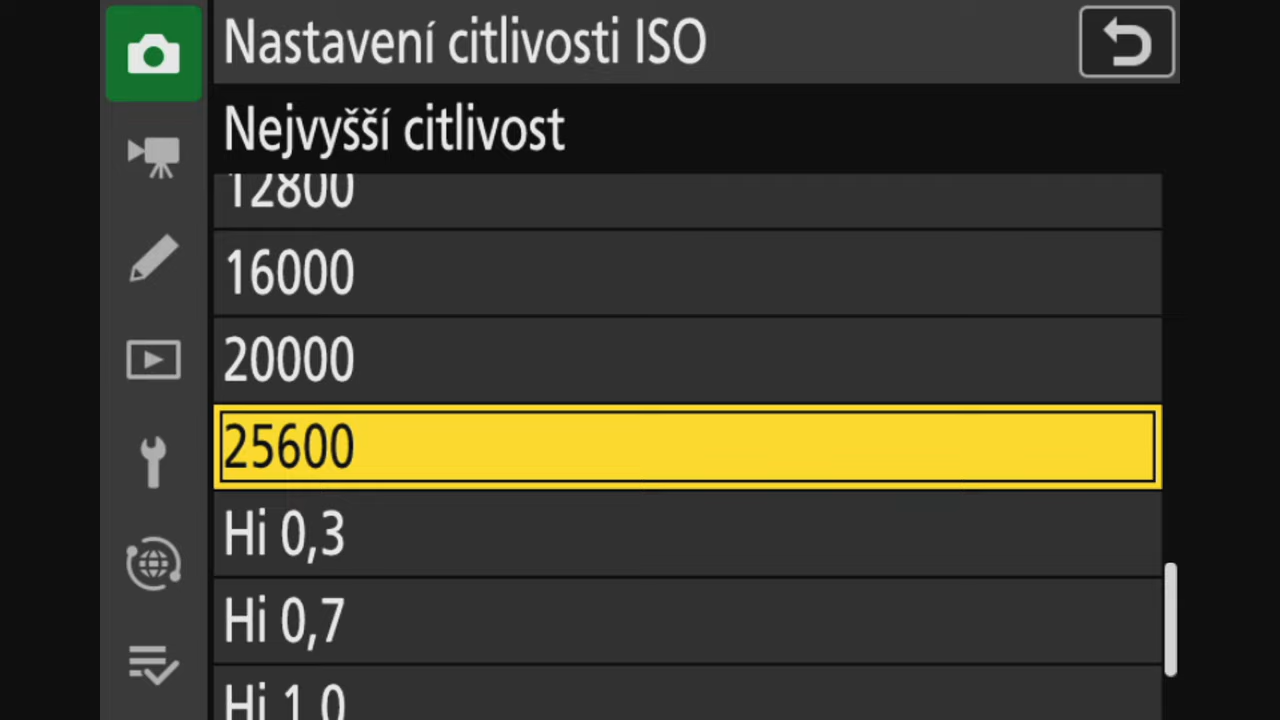 Nastavení citlivosti ISO
Nejvyšší citlivost
12800
16000
20000
25600
Hi 0,3
Hi 0,7
Hi 1,0